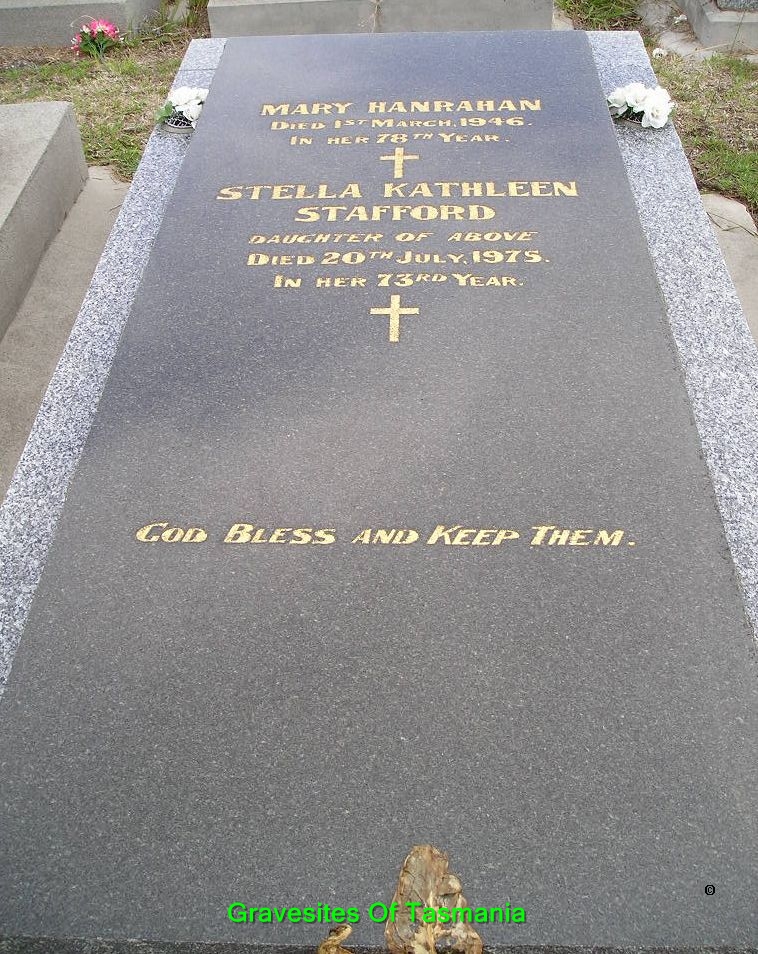 MARY HANRAHAN
DIED 1ST MARCH, 1946.
IN HER 78TH YEAR.
STELLA KATHLEEN
STAFFORD
DAUGHTER OF ABOVE
DIED 20TH JULY, 1975.
IN HER 73RD YEAR.
GOD BLESS AND KEEP THEM.
©
Gravesites Of Tasmania